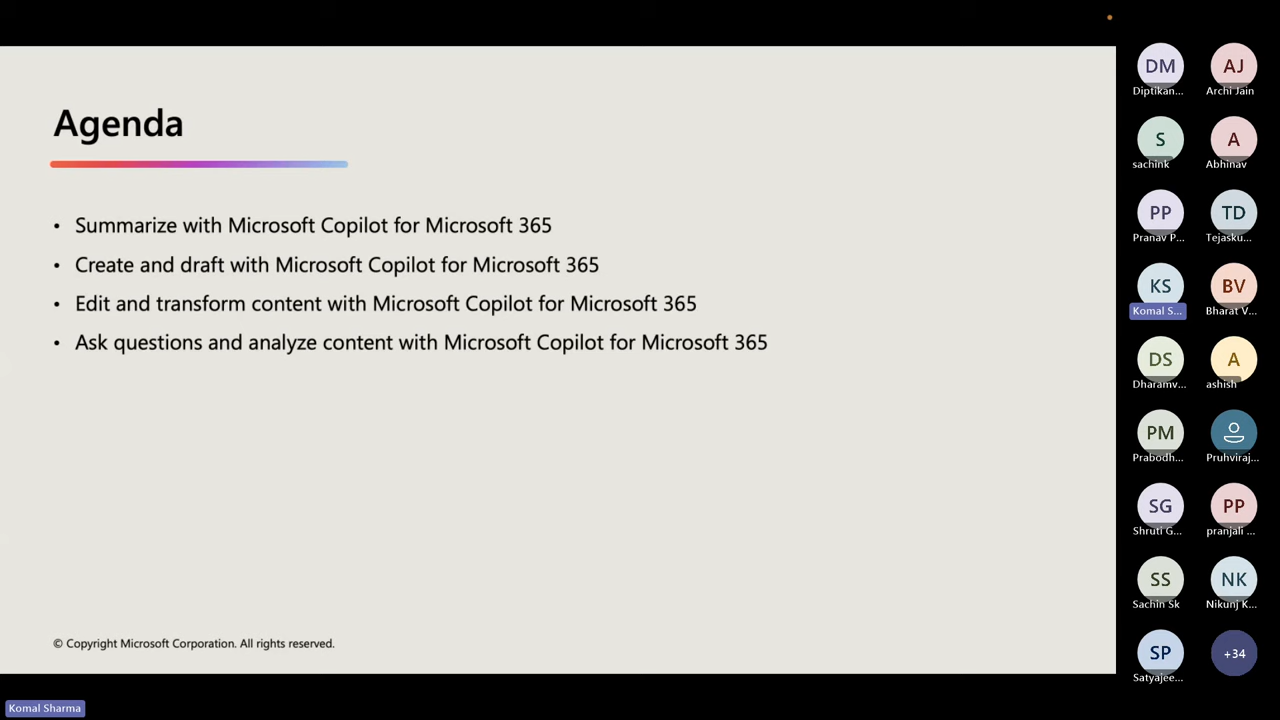 Agenda
• Summarize with Microsoft Copilot for Microsoft 365
• Create and draft with Microsoft Copilot for Microsoft 365
• Edit and transform content with Microsoft Copilot for Microsoft 365
• Ask questions and analyze content with Microsoft Copilot for Microsoft 365
© Copyright Microsoft Corporation. All rights reserved.
DM AJ
Diptikan... Archi Jain
S A
sachink Abhinav
PP TD
Pranav P... Tejasku...
KS BV
Komal S... Bharat V...
DS A
Dharamv... ashish
PM
Prabodh... Pruhviraj...
SG PP
Shruti G... pranjali ...
SS NK
Sachin Sk Nikunj K...
SP +34
Satyajee...
Komal Sharma